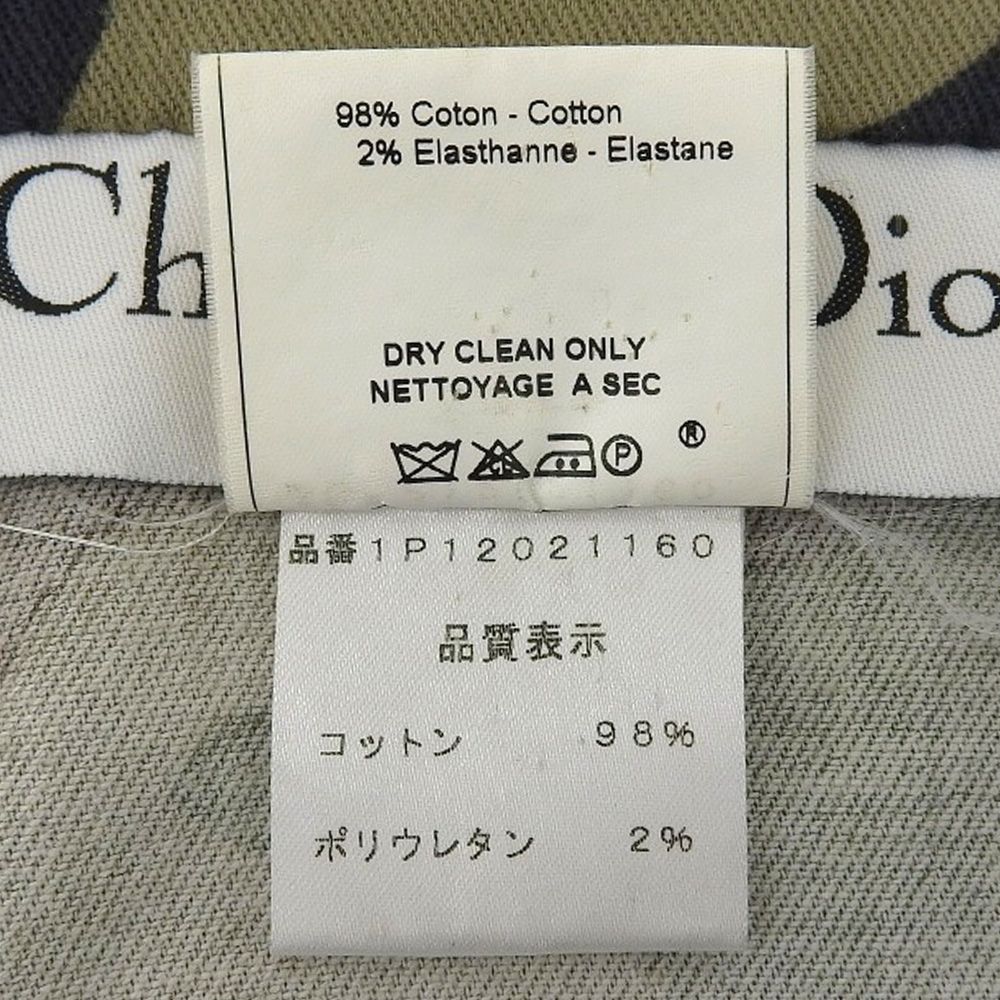 98% Coton - Cotton
2% Elasthanne - Elastane
Ch Dio
DRY CLEAN ONLY
NETTOYAGE A SEC
CL P ®
品番1P12021160
品質表示
コットン 98%
ポリウレタン 2%